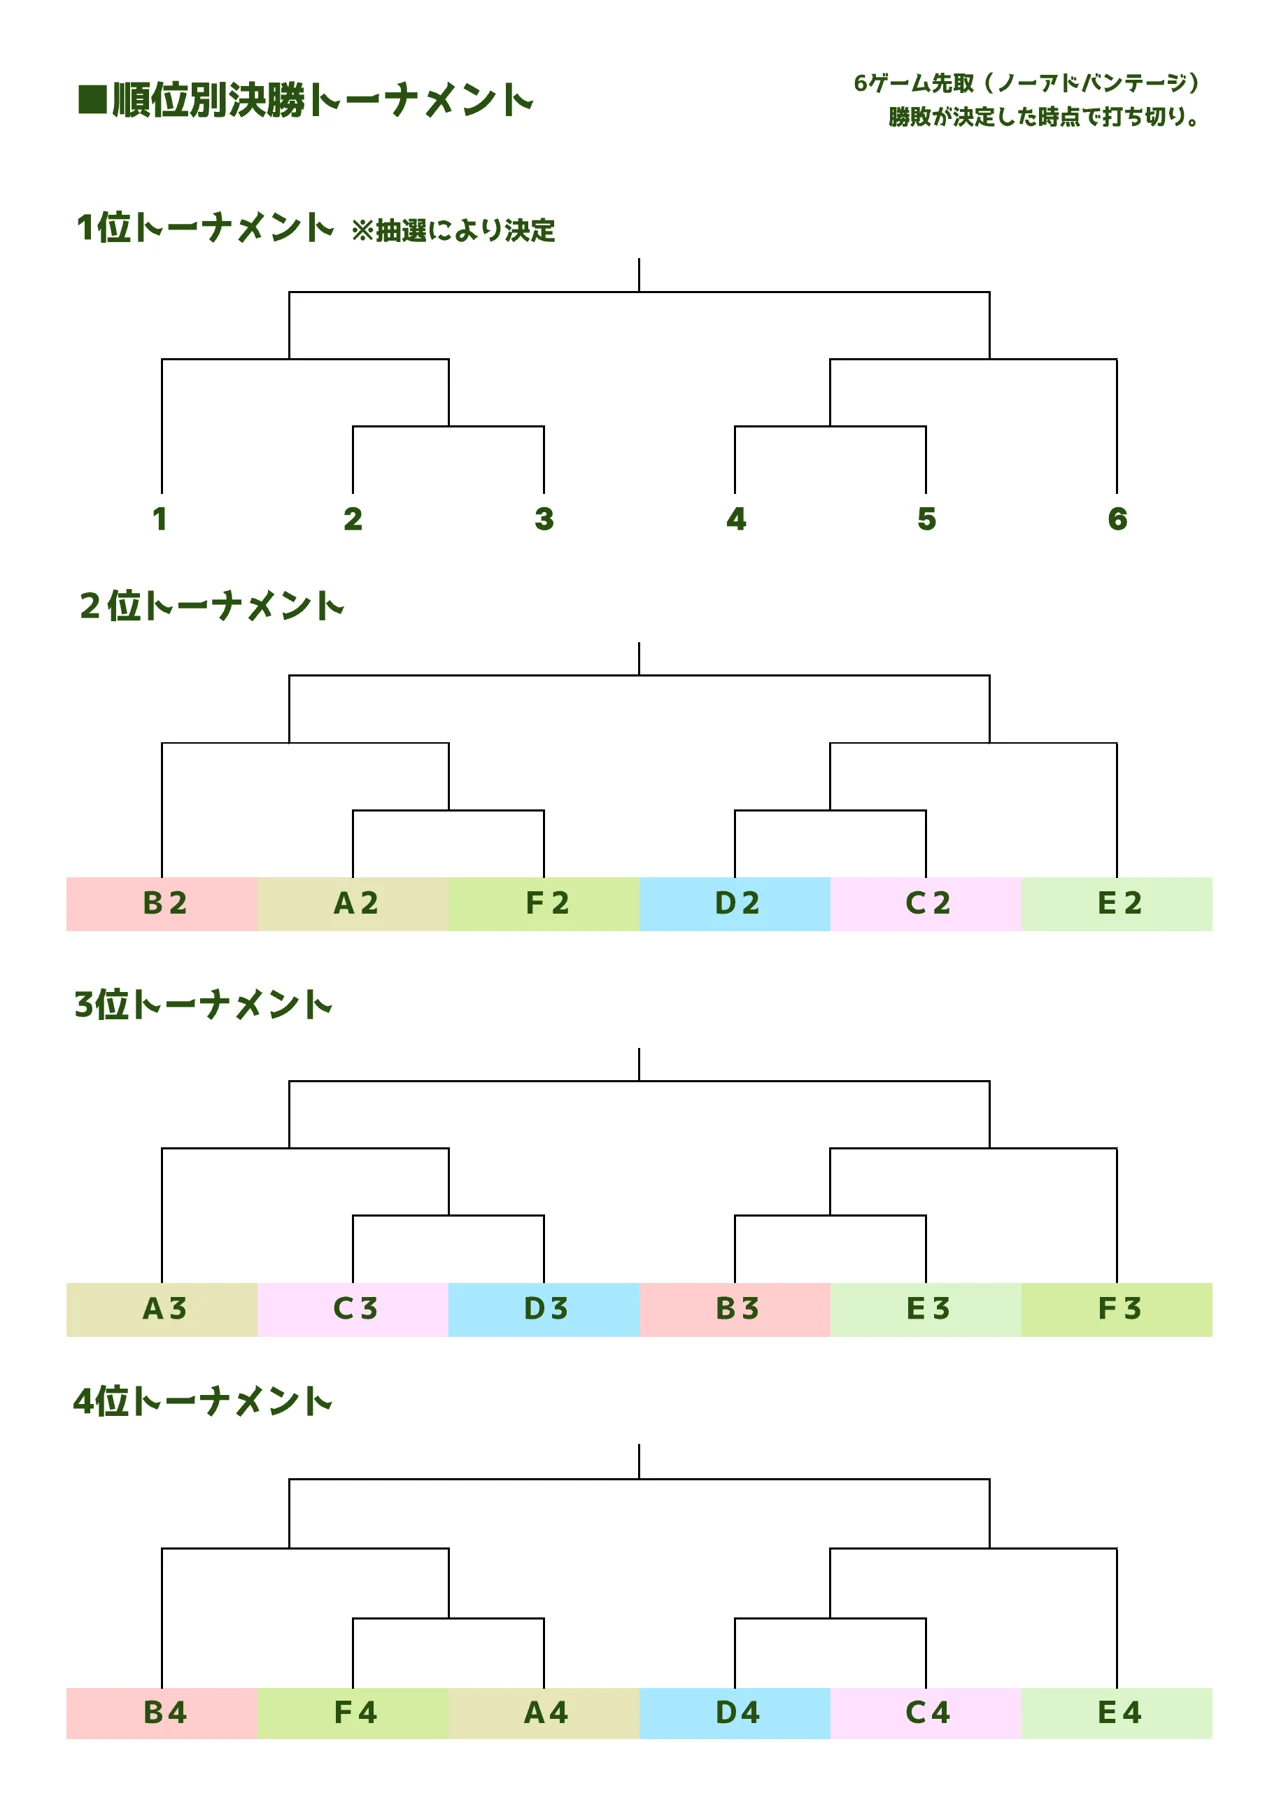 ■順位別決勝トーナメント
6ゲーム先取（ノーアドバンテージ）
勝敗が決定した時点で打ち切り。
1位トーナメント ※抽選により決定
1 2 3 4 5 6
２位トーナメント
B2 A2 F2 D2 C2 E2
3位トーナメント
A3 C3 D3 B3 E3 F3
4位トーナメント
B4 F4 A4 D4 C4 E4